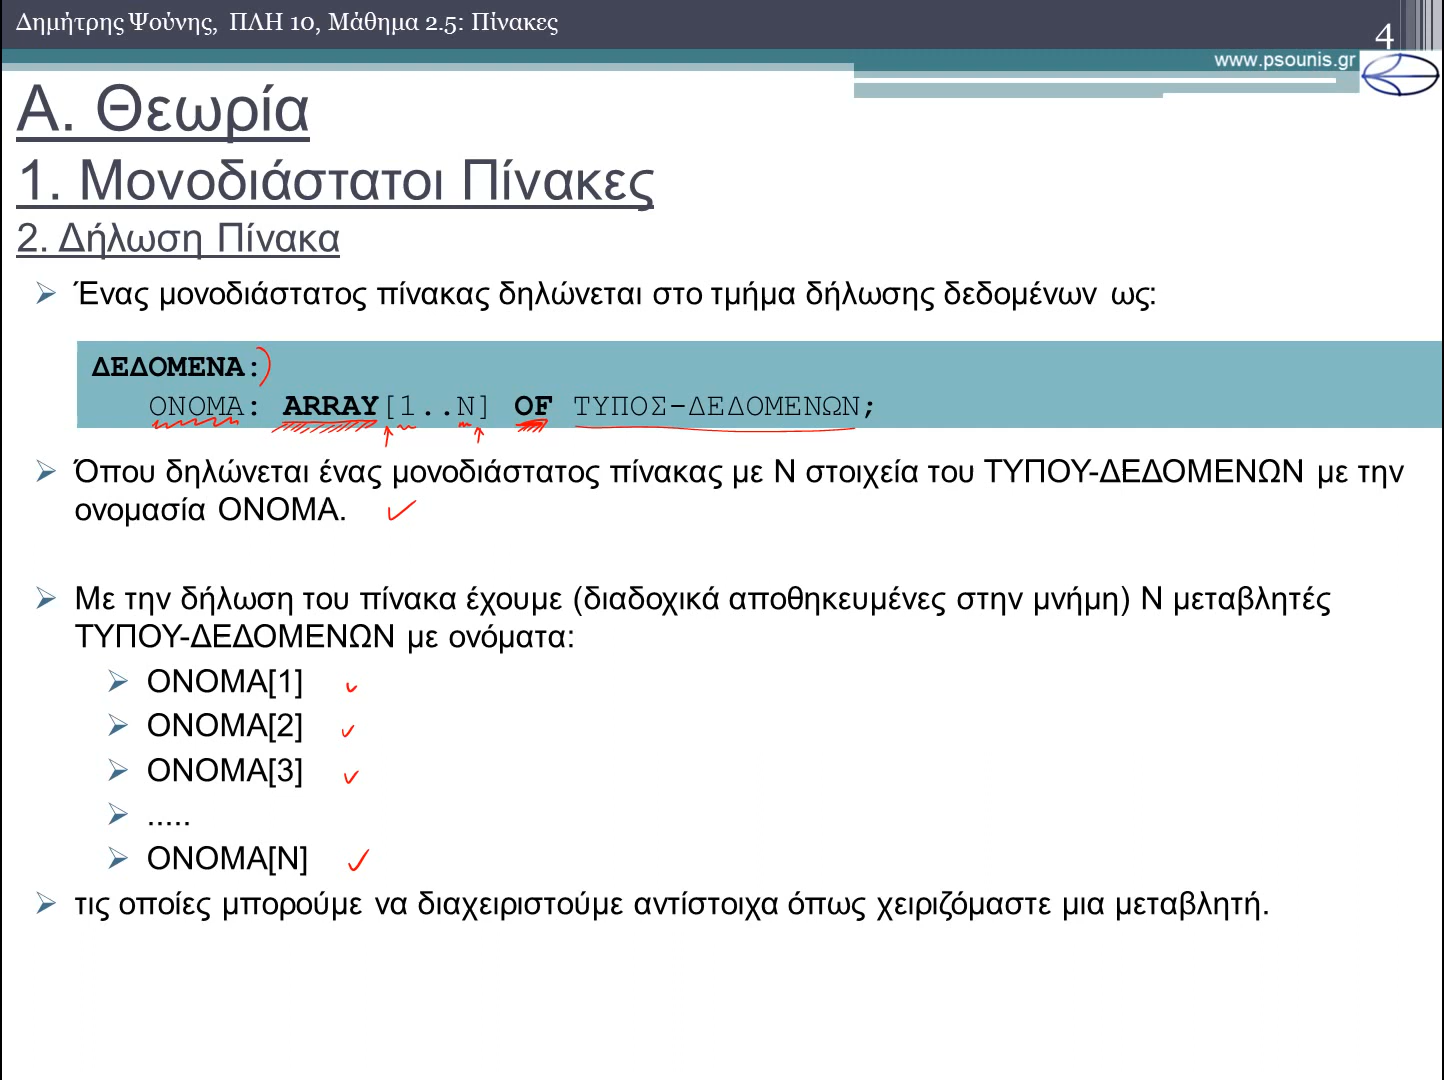 Δημήτρης Ψούνης,  ΠΛΗ 10, Μάθημα 2.5: Πίνακες
4
www.psounis.gr
Α. Θεωρία
1. Μονοδιάστατοι Πίνακες
2. Δήλωση Πίνακα
Ένας μονοδιάστατος πίνακας δηλώνεται στο τμήμα δήλωσης δεδομένων ως:
ΔΕΔΟΜΕΝΑ:
ΟΝΟΜΑ: ARRAY[1..N] OF ΤΥΠΟΣ-ΔΕΔΟΜΕΝΩΝ;
Όπου δηλώνεται ένας μονοδιάστατος πίνακας με Ν στοιχεία του ΤΥΠΟΥ-ΔΕΔΟΜΕΝΩΝ με την
ονομασία ΟΝΟΜΑ.
Με την δήλωση του πίνακα έχουμε (διαδοχικά αποθηκευμένες στην μνήμη) Ν μεταβλητές
ΤΥΠΟΥ-ΔΕΔΟΜΕΝΩΝ με ονόματα:
ΟΝΟΜΑ[1]
ΟΝΟΜΑ[2]
ΟΝΟΜΑ[3]
.....
ΟΝΟΜΑ[Ν]
τις οποίες μπορούμε να διαχειριστούμε αντίστοιχα όπως χειριζόμαστε μια μεταβλητή.